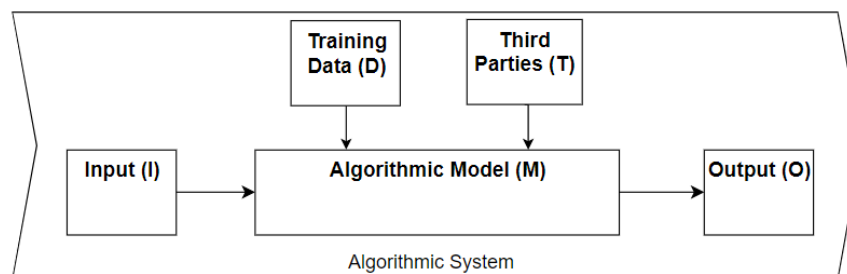 Training
Data (D)
Third
Parties (T)
Input (I)
Algorithmic Model (M)
Output (O)
Algorithmic System